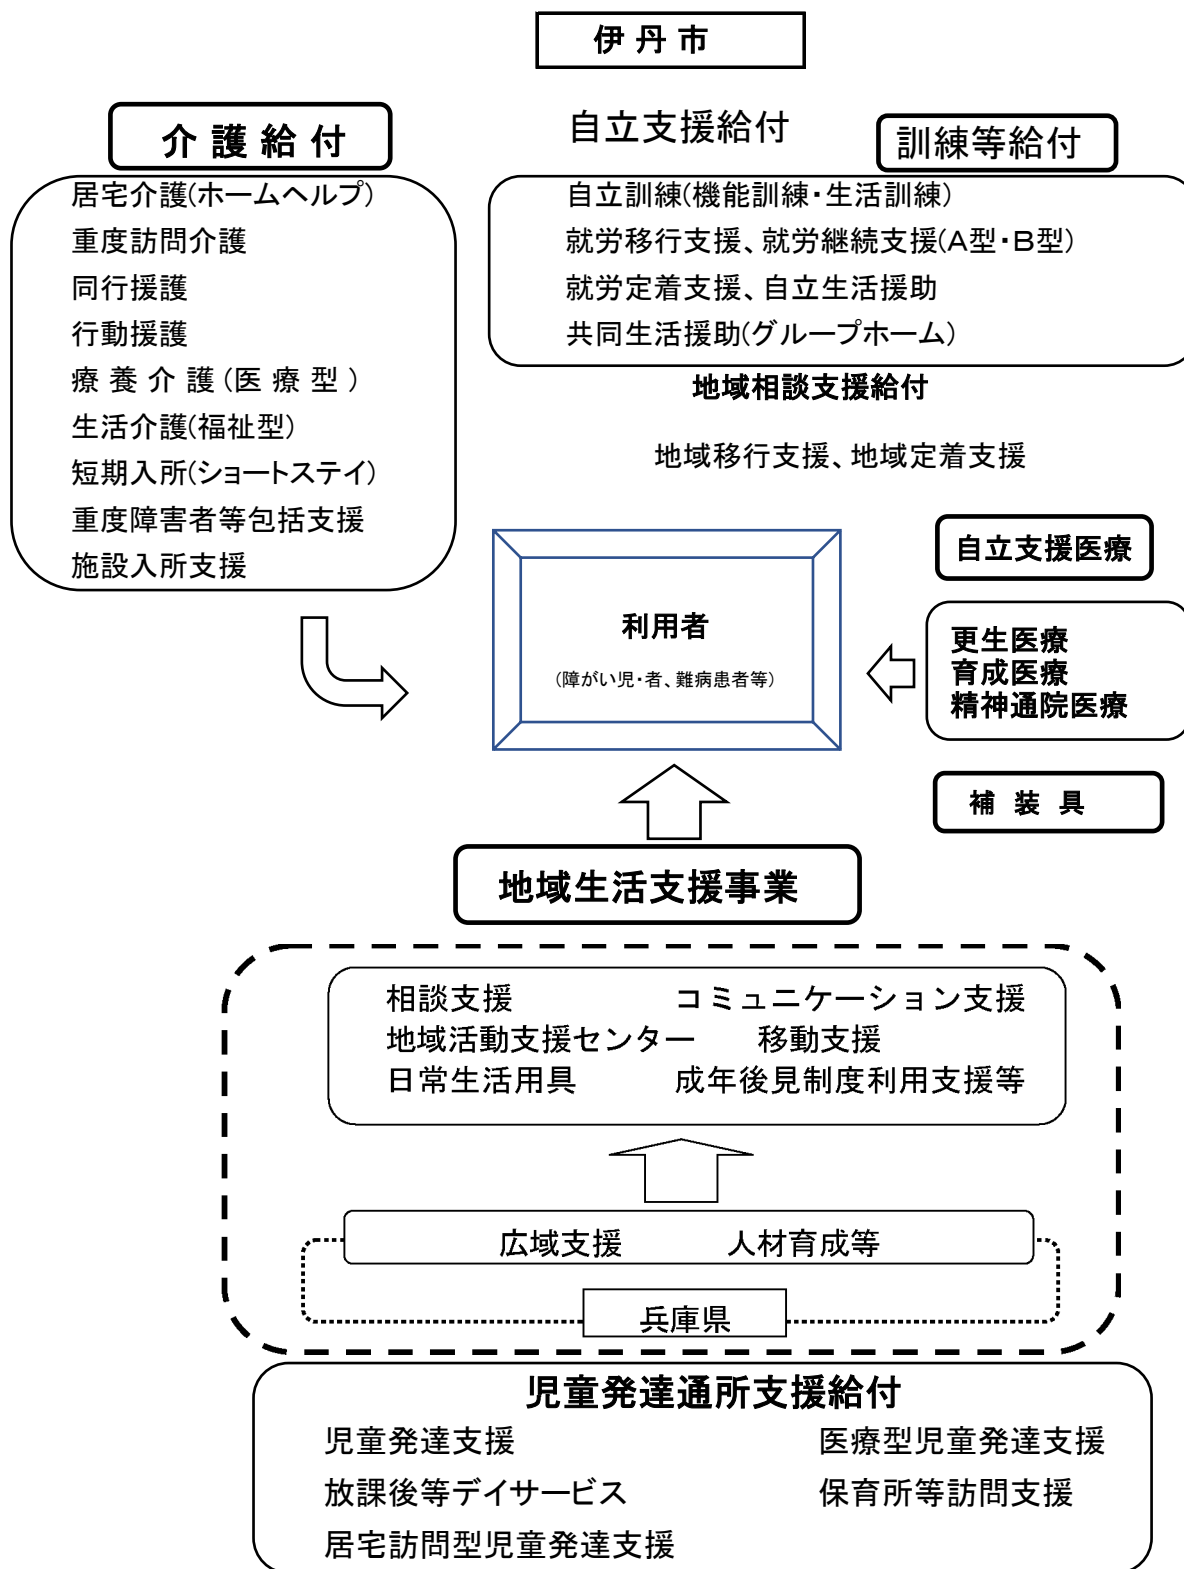 伊丹市
自立支援給付
介護給付
居宅介護(ホームヘルプ)
重度訪問介護
同行援護
行動援護
療養介護(医療型)
生活介護(福祉型)
短期入所(ショートステイ)
重度障害者等包括支援
施設入所支援
訓練等給付
自立訓練(機能訓練・生活訓練)
就労移行支援、就労継続支援(A型・B型)
就労定着支援、自立生活援助
共同生活援助(グループホーム)
地域相談支援給付
地域移行支援、地域定着支援
利用者
(障がい児・者、難病患者等)
自立支援医療
更生医療
育成医療
精神通院医療
補装具
地域生活支援事業
相談支援 コミュニケーション支援
地域活動支援センター 移動支援
日常生活用具 成年後見制度利用支援等
広域支援 人材育成等
兵庫県
児童発達通所支援給付
児童発達支援 医療型児童発達支援
放課後等デイサービス 保育所等訪問支援
居宅訪問型児童発達支援